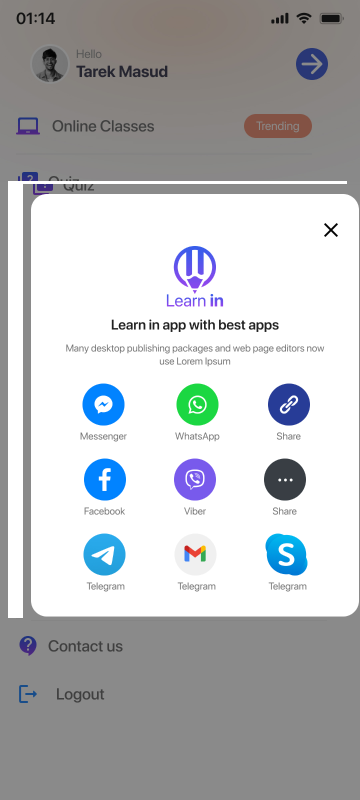 01:14
Hello
Tarek Masud
Online Classes
Trending
Quiz
Quiz
Learn in
Learn in app with best apps
Many desktop publishing packages and web page editors now
use Lorem Ipsum
Messenger
WhatsApp
Share
Facebook
Viber
Share
Telegram
Telegram
Telegram
Contact us
Logout